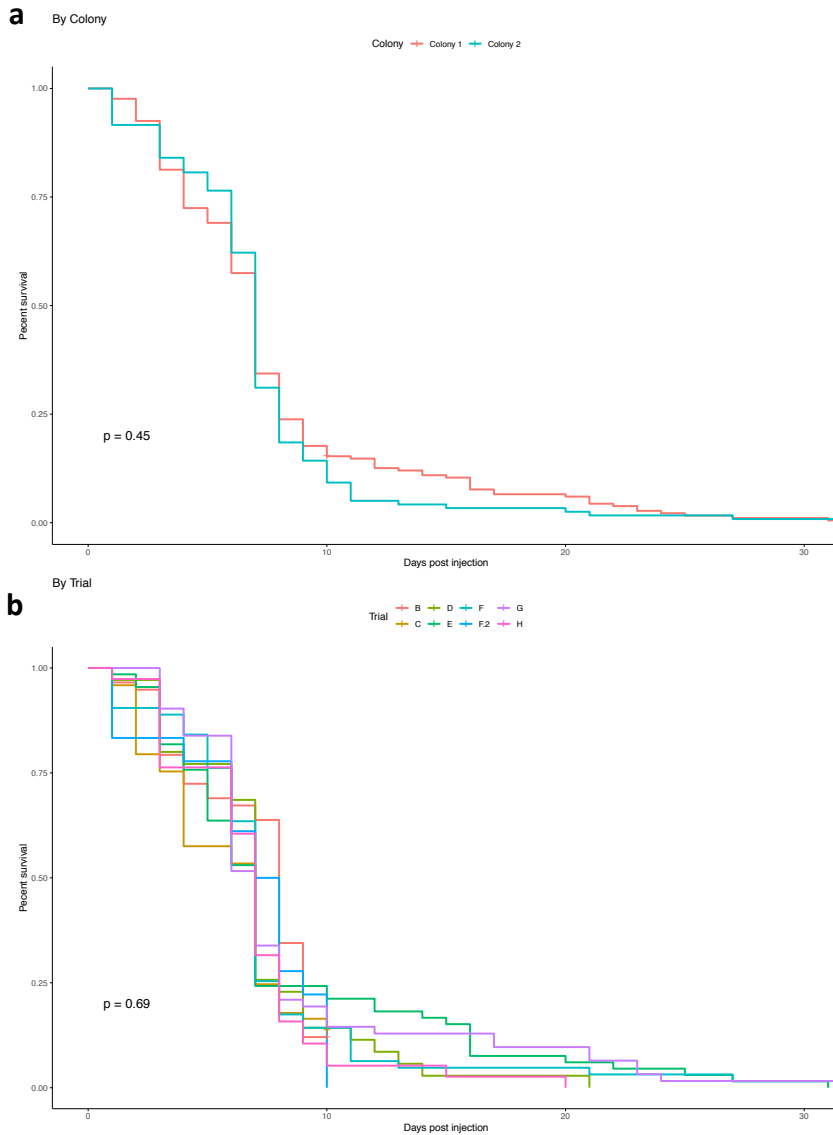 a
By Colony
Colony Colony 1 Colony 2
1.00
0.75
0.50
0.25
0.00
Pecent survival
p = 0.45
0 10 20 30
Days post injection
b
By Trial
Trial B D F G
C E F.2 H
1.00
0.75
0.50
0.25
0.00
Pecent survival
p = 0.69
0 10 20 30
Days post injection